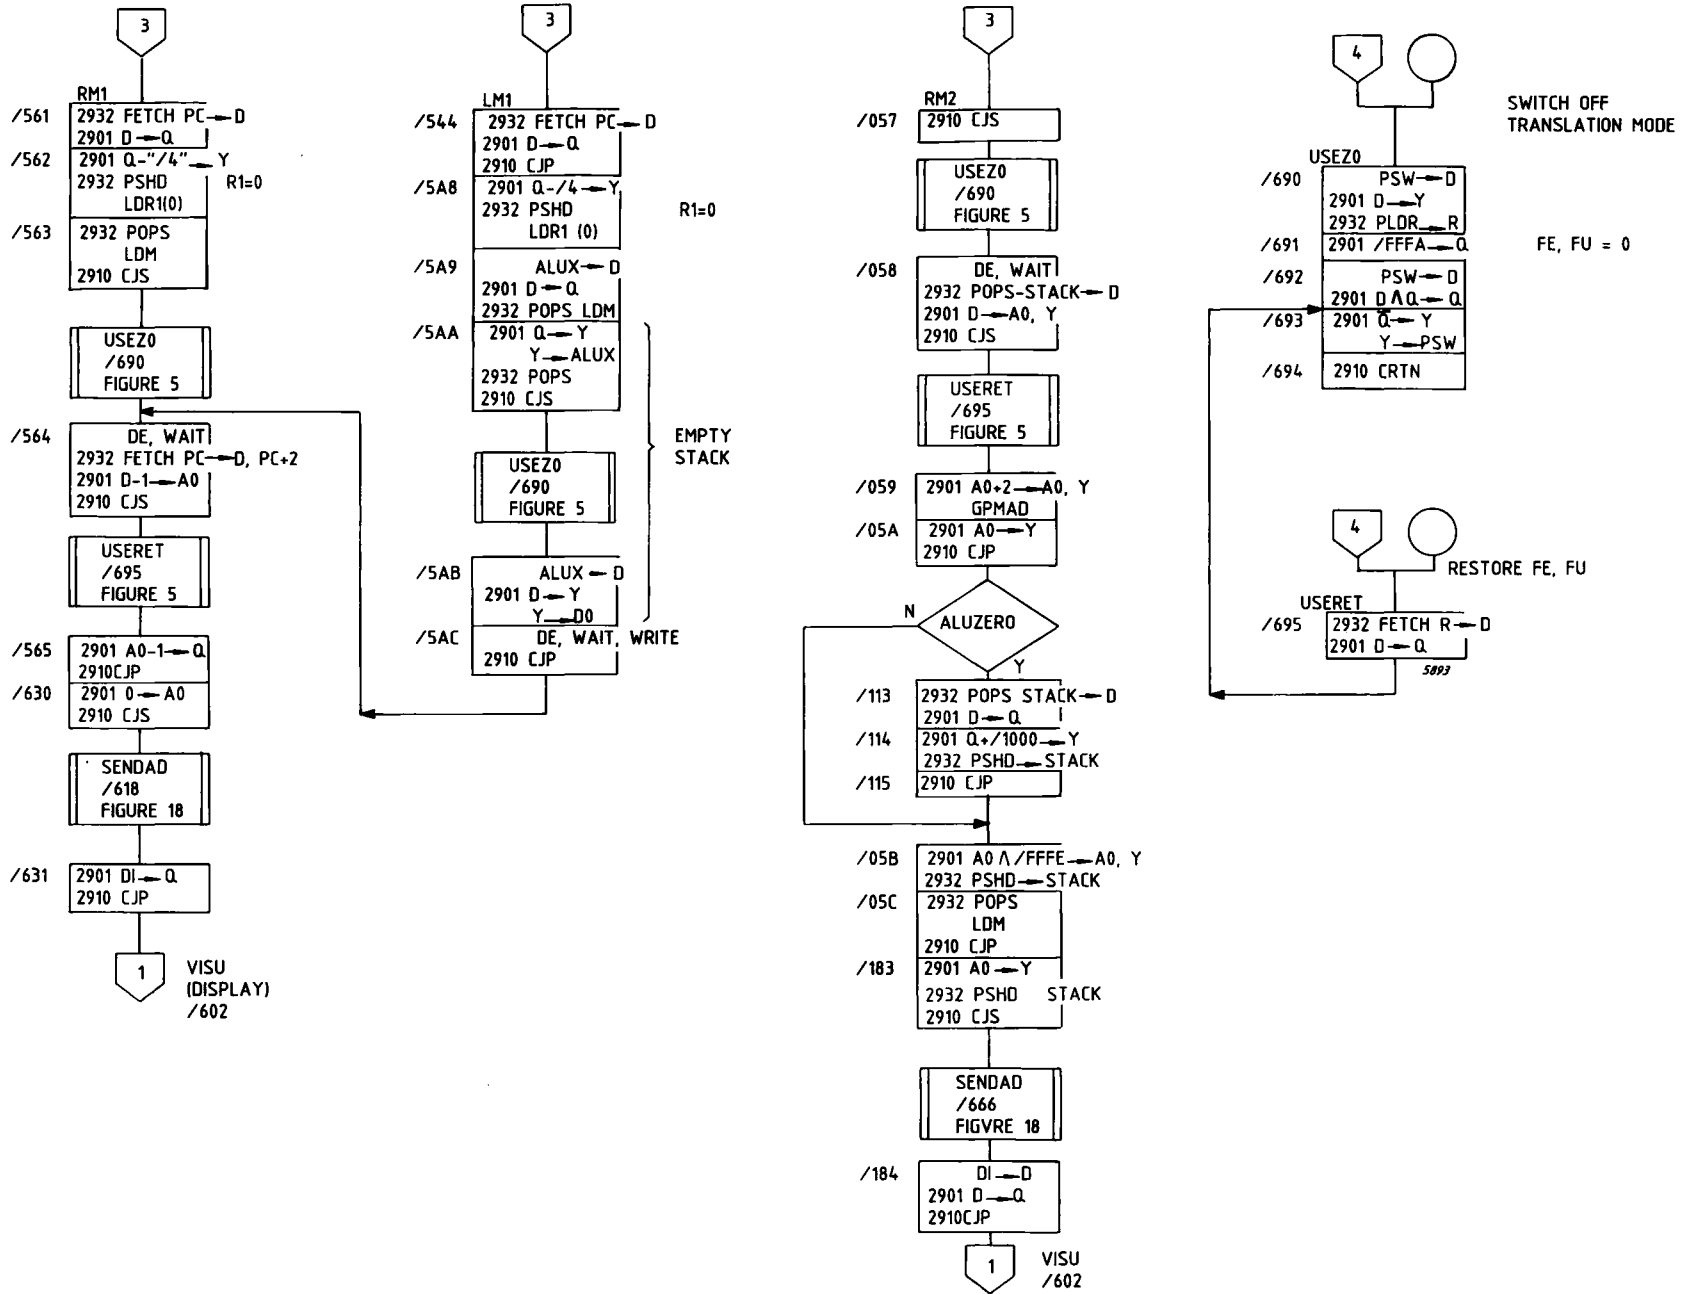 3
RM1
/561 2932 FETCH PC→D
2901 D→Q
/562 2901 Q-"/4"→Y
2932 PSHD R1=0
LDR1(0)
/563 2932 POPS
LDM
2910 CJS
USEZ0
/690
FIGURE 5
/564 DE, WAIT
2932 FETCH PC→D, PC+2
2901 D-1→A0
2910 CJS
USERET
/695
FIGURE 5
/565 2901 A0-1→Q
2910CJP
/630 2901 0→A0
2910 CJS
SENDAD
/618
FIGURE 18
/631 2901 DI→Q
2910 CJP
1 VISU
(DISPLAY)
/602
3
LM1
/544 2932 FETCH PC→D
2901 D→Q
2910 CJP
/5A8 2901 Q-/4→Y
2932 PSHD R1=0
LDR1 (0)
/5A9 ALUX→D
2901 D→Q
2932 POPS LDM
/5AA 2901 Q→Y
Y→ALUX
2932 POPS
2910 CJS
EMPTY
STACK
USEZ0
/690
FIGURE 5
/5AB ALUX←D
2901 D→Y
Y→D0
/5AC DE, WAIT, WRITE
2910 CJP
3
RM2
/057 2910 CJS
USEZ0
/690
FIGURE 5
/058 DE, WAIT
2932 POPS-STACK→D
2901 D→A0, Y
2910 CJS
USERET
/695
FIGURE 5
/059 2901 A0+2→A0, Y
GPMAD
/05A 2901 A0→Y
2910 CJP
N ALUZERO
Y
/113 2932 POPS STACK→D
2901 D→Q
/114 2901 Q+/1000→Y
2932 PSHD→STACK
/115 2910 CJP
/05B 2901 A0∧/FFFE→A0, Y
2932 PSHD→STACK
/05C 2932 POPS
LDM
2910 CJP
/183 2901 A0→Y
2932 PSHD STACK
2910 CJS
SENDAD
/666
FIGVRE 18
/184 DI→D
2901 D→Q
2910CJP
1 VISU
/602
4
SWITCH OFF
TRANSLATION MODE
USEZ0
/690 PSW→D
2901 D→Y
2932 PLDR→R
/691 2901 /FFFA→Q FE, FU = 0
/692 PSW→D
2901 D∧Q→Q
/693 2901 Q̅→Y
Y→PSW
/694 2910 CRTN
4
RESTORE FE, FU
USERET
/695 2932 FETCH R→D
2901 D→Q
5893